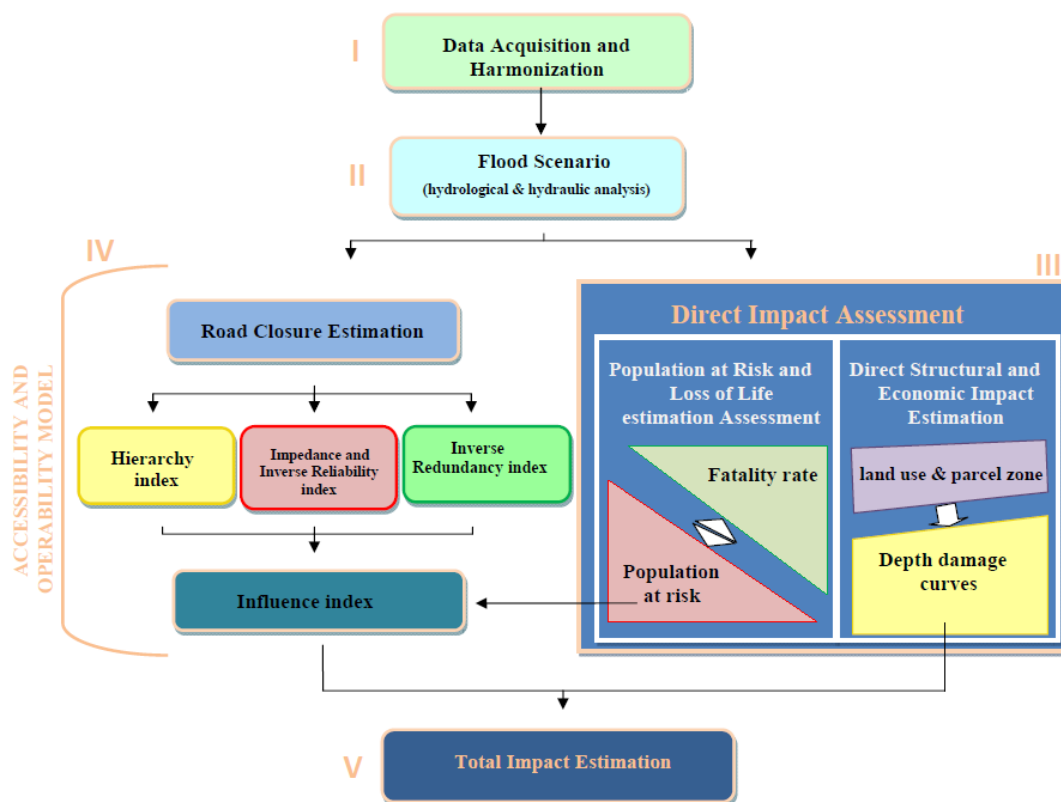 I
Data Acquisition and
Harmonization
II
Flood Scenario
(hydrological & hydraulic analysis)
IV
III
ACCESSIBILITY AND
OPERABILITY MODEL
Road Closure Estimation
Hierarchy
index
Impedance and
Inverse Reliability
index
Inverse
Redundancy index
Influence index
Direct Impact Assessment
Population at Risk and
Loss of Life
estimation Assessment
Fatality rate
Population
at risk
Direct Structural and
Economic Impact
Estimation
land use & parcel zone
Depth damage
curves
V
Total Impact Estimation